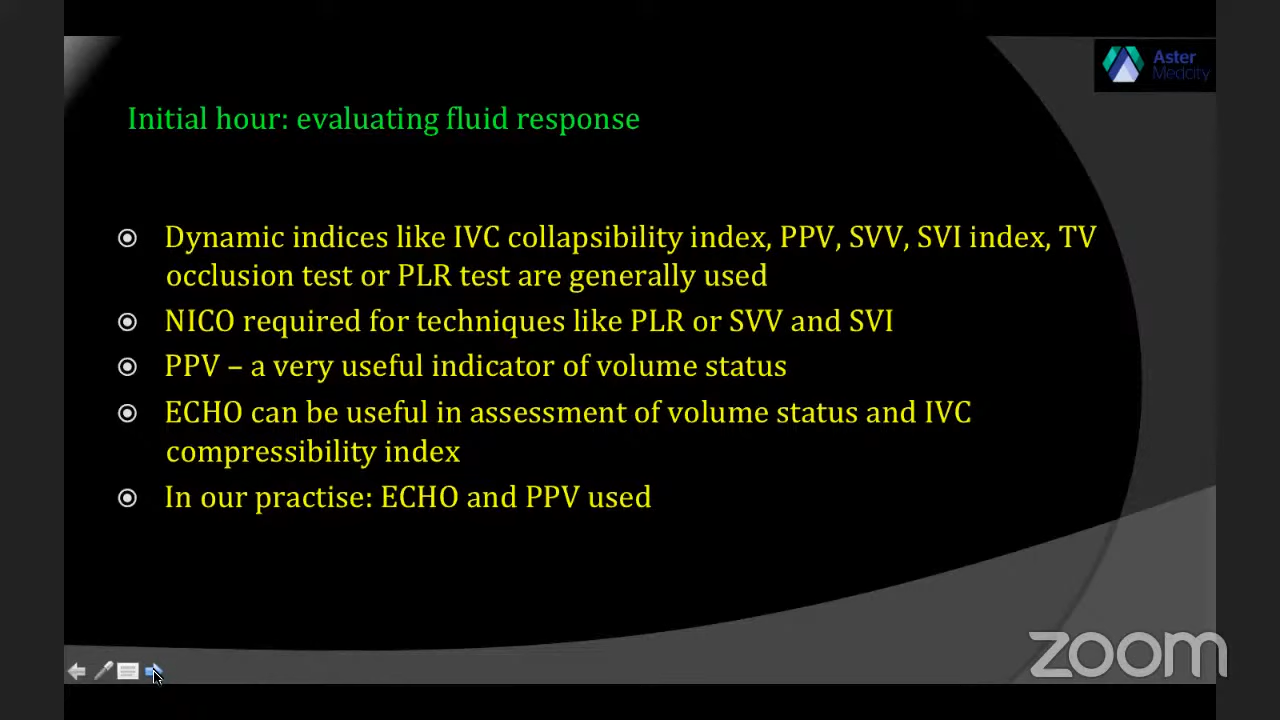 Aster
Medcity
Initial hour: evaluating fluid response
Dynamic indices like IVC collapsibility index, PPV, SVV, SVI index, TV
occlusion test or PLR test are generally used
NICO required for techniques like PLR or SVV and SVI
PPV – a very useful indicator of volume status
ECHO can be useful in assessment of volume status and IVC
compressibility index
In our practise: ECHO and PPV used
zoom